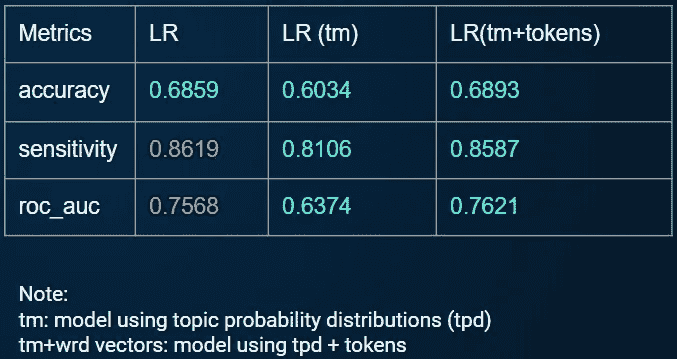 Metrics LR LR (tm) LR(tm+tokens)
accuracy 0.6859 0.6034 0.6893
sensitivity 0.8619 0.8106 0.8587
roc_auc 0.7568 0.6374 0.7621
Note:
tm: model using topic probability distributions (tpd)
tm+wrd vectors: model using tpd + tokens